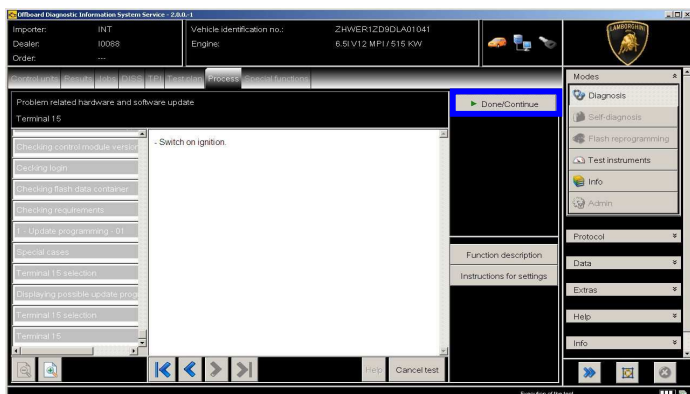 Offboard Diagnostic Information System Service - 2.0.
Importer: INT
Dealer: 10088
Order: ---
Vehicle identification no.: ZHWER1ZD9DLA01041
Engine: 6.5l V12 MPI / 515 KW
LAMBORGHINI
Control units Results Jobs DISS TPI Test plan Process Special functions
Problem related hardware and software update
Terminal 15
Done/Continue
Checking control module version
Cecking login
Checking flash data container
Checking requirements
1 - Update programming - 01
Special cases
Terminal 15 selection
Displaying possible update prog
Terminal 15 selection
Terminal 15
- Switch on ignition.
Function description
Instructions for settings
Help
Cancel test
Modes
Diagnosis
Self-diagnosis
Flash reprogramming
Test instruments
Info
Admin
Protocol
Data
Extras
Help
Info
Execution of the test